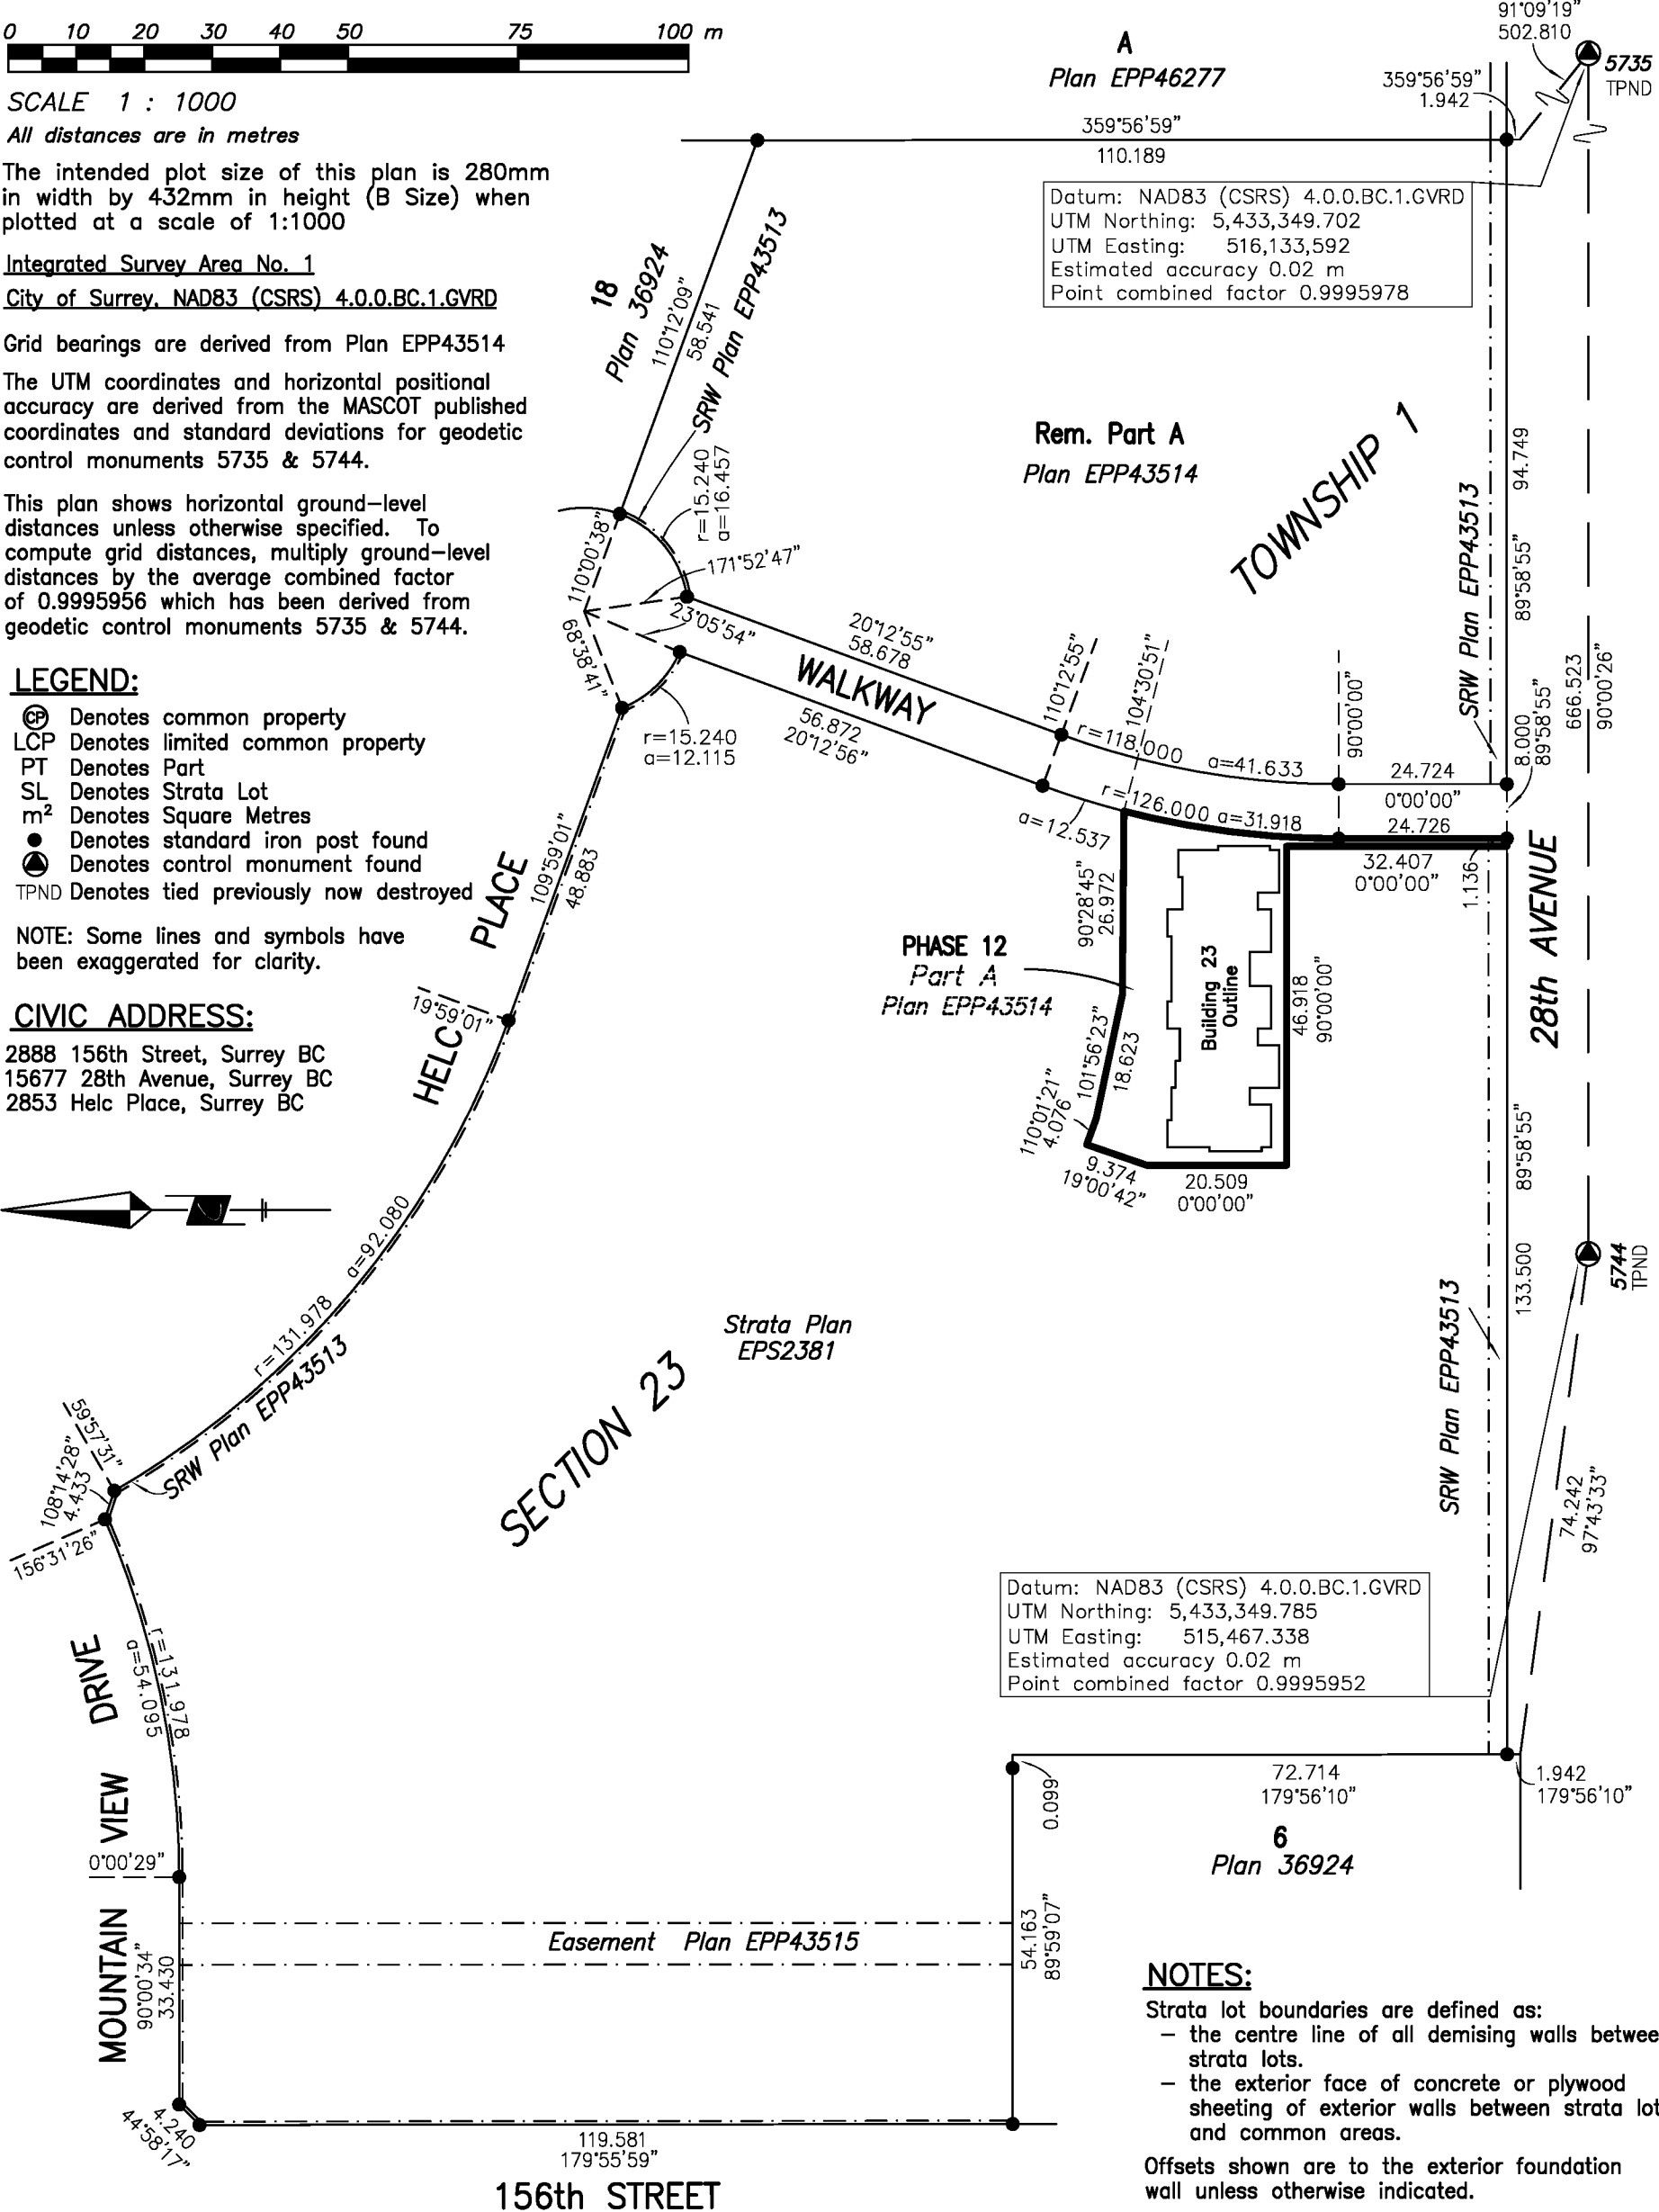 0 10 20 30 40 50 75 100 m
SCALE 1 : 1000
All distances are in metres
The intended plot size of this plan is 280mm
in width by 432mm in height (B Size) when
plotted at a scale of 1:1000
Integrated Survey Area No. 1
City of Surrey, NAD83 (CSRS) 4.0.0.BC.1.GVRD
Grid bearings are derived from Plan EPP43514
The UTM coordinates and horizontal positional
accuracy are derived from the MASCOT published
coordinates and standard deviations for geodetic
control monuments 5735 & 5744.
This plan shows horizontal ground-level
distances unless otherwise specified. To
compute grid distances, multiply ground-level
distances by the average combined factor
of 0.9995956 which has been derived from
geodetic control monuments 5735 & 5744.
LEGEND:
CP Denotes common property
LCP Denotes limited common property
PT Denotes Part
SL Denotes Strata Lot
m² Denotes Square Metres
● Denotes standard iron post found
Denotes control monument found
TPND Denotes tied previously now destroyed
NOTE: Some lines and symbols have
been exaggerated for clarity.
CIVIC ADDRESS:
2888 156th Street, Surrey BC
15677 28th Avenue, Surrey BC
2853 Helc Place, Surrey BC
A
Plan EPP46277
359°56'59"
110.189
359°56'59"
1.942
91°09'19"
502.810
5735
TPND
Datum: NAD83 (CSRS) 4.0.0.BC.1.GVRD
UTM Northing: 5,433,349.702
UTM Easting: 516,133,592
Estimated accuracy 0.02 m
Point combined factor 0.9995978
18
Plan 36924
110°12'09"
58.541
SRW Plan EPP43513
r=15.240
a=16.457
171°52'47"
110°00'38"
23°05'54"
68°38'41"
r=15.240
a=12.115
Rem. Part A
Plan EPP43514
TOWNSHIP 1
SRW Plan EPP43513
94.749
89°58'55"
666.523
90°00'26"
8.000
89°58'55"
20°12'55"
58.678
WALKWAY
56.872
20°12'56"
110°12'55"
104°30'51"
90°00'00"
r=118.000 a=41.633
24.724
0°00'00"
r=126.000 a=31.918
24.726
a=12.537
32.407
0°00'00"
1.136
28th AVENUE
90°28'45"
26.972
PHASE 12
Part A
Plan EPP43514
Building 23
Outline
46.918
90°00'00"
101°56'23"
18.623
110°01'21"
4.076
9.374
19°00'42"
20.509
0°00'00"
HELC PLACE
109°59'01"
48.883
19°59'01"
r=131.978 a=92.080
SRW Plan EPP43513
59°57'31"
108°14'28"
4.433
156°31'26"
Strata Plan
EPS2381
SECTION 23
89°58'55"
133.500
5744
TPND
SRW Plan EPP43513
74.242
97°43'33"
Datum: NAD83 (CSRS) 4.0.0.BC.1.GVRD
UTM Northing: 5,433,349.785
UTM Easting: 515,467.338
Estimated accuracy 0.02 m
Point combined factor 0.9995952
MOUNTAIN VIEW DRIVE
r=131.978
a=54.095
0°00'29"
90°00'34"
33.430
4.240
44°58'17"
Easement Plan EPP43515
0.099
54.163
89°59'07"
72.714
179°56'10"
1.942
179°56'10"
6
Plan 36924
119.581
179°55'59"
156th STREET
NOTES:
Strata lot boundaries are defined as:
- the centre line of all demising walls betwee
strata lots.
- the exterior face of concrete or plywood
sheeting of exterior walls between strata lot
and common areas.
Offsets shown are to the exterior foundation
wall unless otherwise indicated.